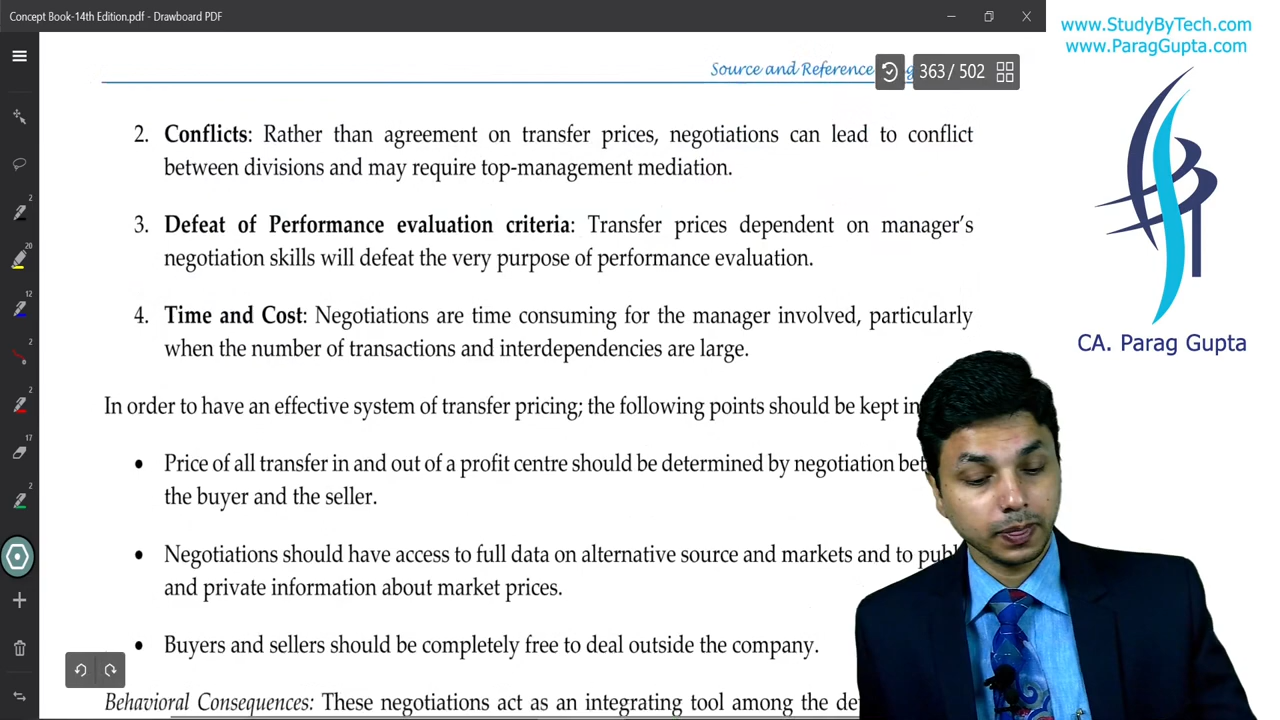 Concept Book-14th Edition.pdf - Drawboard PDF
www.StudyByTech.com
www.ParagGupta.com
Source and Reference
363 / 502
2. Conflicts: Rather than agreement on transfer prices, negotiations can lead to conflict
between divisions and may require top-management mediation.
3. Defeat of Performance evaluation criteria: Transfer prices dependent on manager's
negotiation skills will defeat the very purpose of performance evaluation.
4. Time and Cost: Negotiations are time consuming for the manager involved, particularly
when the number of transactions and interdependencies are large.
CA. Parag Gupta
In order to have an effective system of transfer pricing; the following points should be kept in
• Price of all transfer in and out of a profit centre should be determined by negotiation
the buyer and the seller.
• Negotiations should have access to full data on alternative source and markets and to
and private information about market prices.
• Buyers and sellers should be completely free to deal outside the company.
Behavioral Consequences: These negotiations act as an integrating tool among the
2
20
12
2
2
17
2